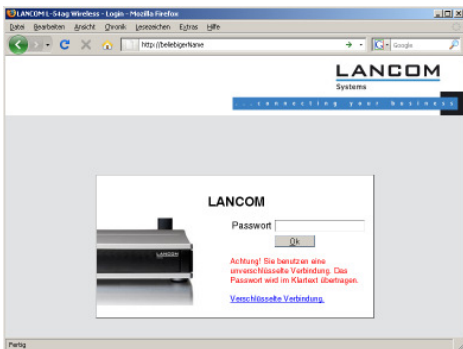 LANCOM L-54ag Wireless - Login - Mozilla Firefox
Datei Bearbeiten Ansicht Chronik Lesezeichen Extras Hilfe
http://beliebigerName
Google
LANCOM
Systems
...connecting your business
LANCOM
LANCOM
Passwort
Ok
Achtung! Sie benutzen eine
unverschlüsselte Verbindung. Das
Passwort wird im Klartext übertragen.
Verschlüsselte Verbindung.
Fertig